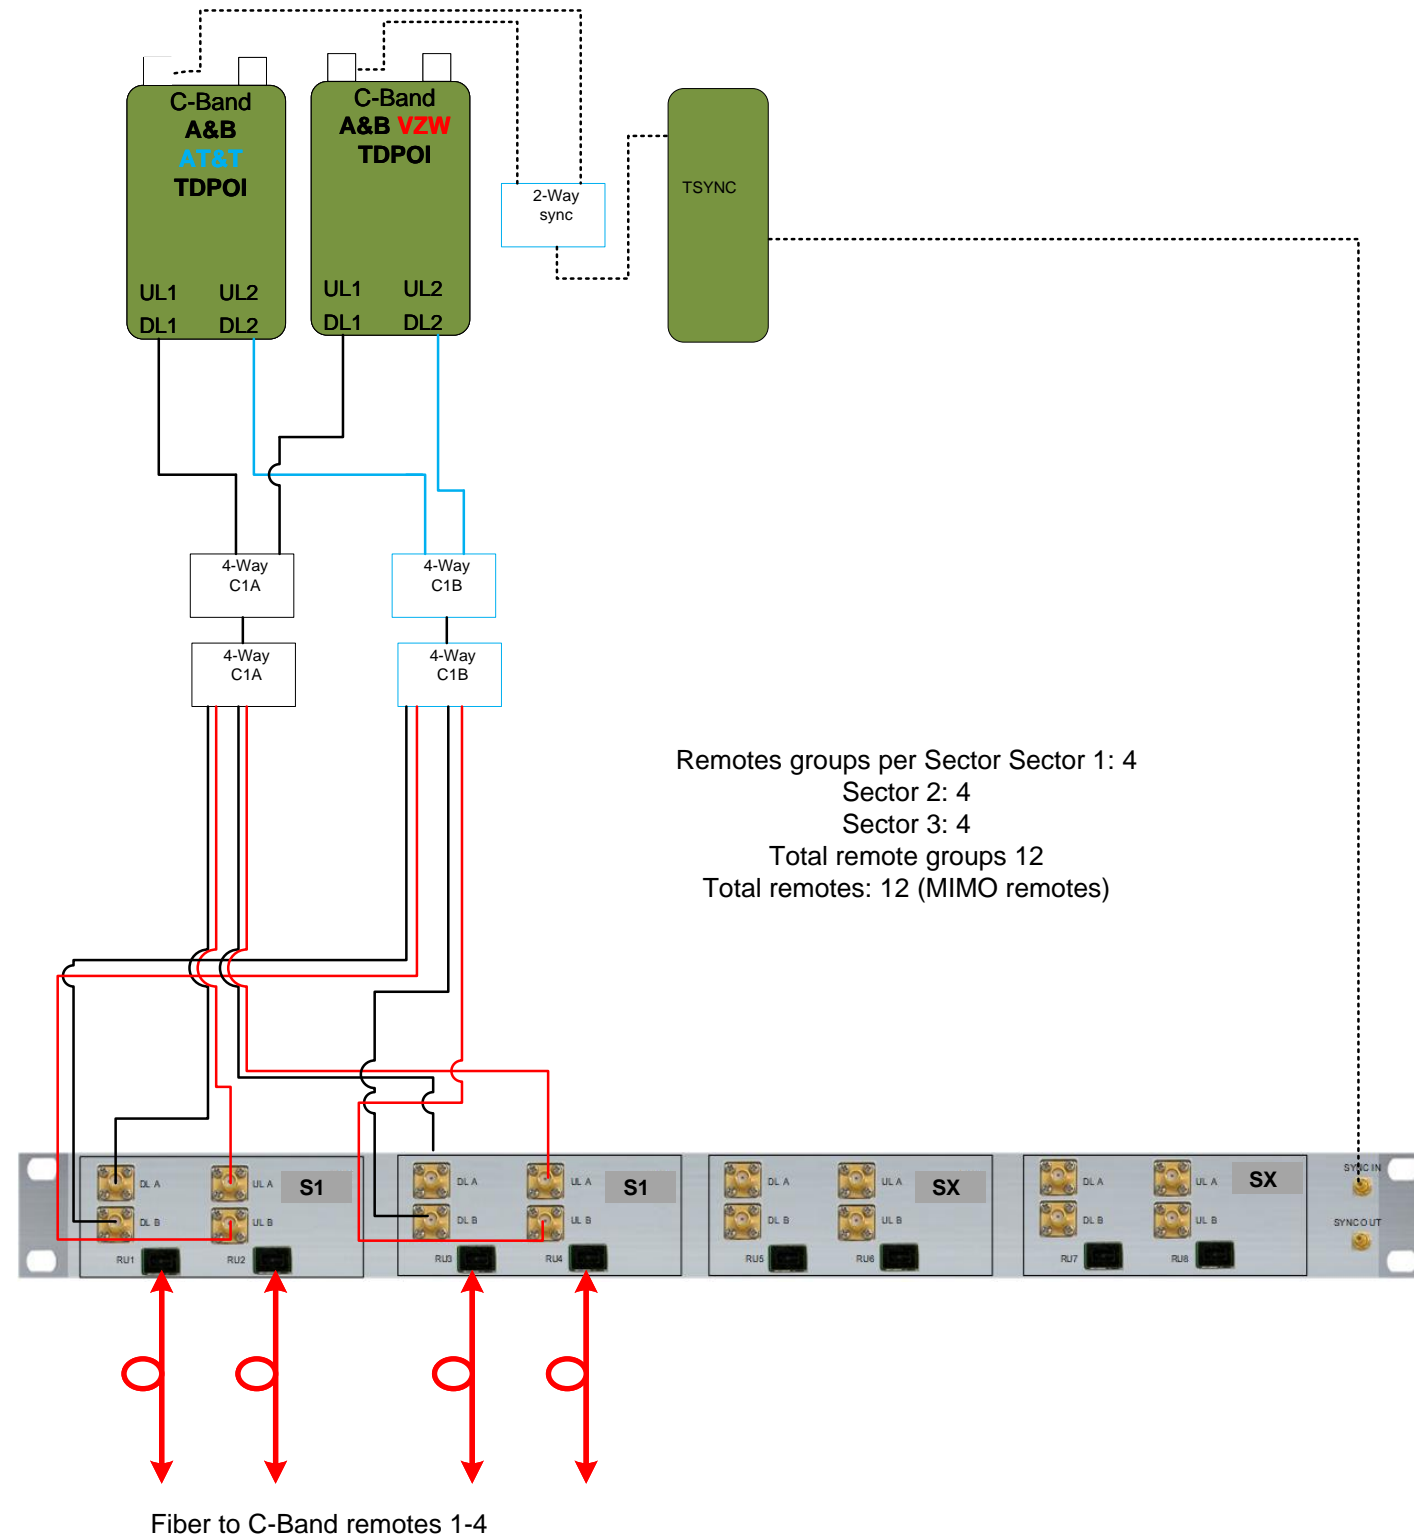 C-Band
A&B
AT&T
TDPOI
UL1 UL2
DL1 DL2
C-Band
A&B VZW
TDPOI
UL1 UL2
DL1 DL2
2-Way
sync
TSYNC
4-Way
C1A
4-Way
C1B
4-Way
C1A
4-Way
C1B
Remotes groups per Sector Sector 1: 4
Sector 2: 4
Sector 3: 4
Total remote groups 12
Total remotes: 12 (MIMO remotes)
DL A UL A S1
DL B UL B
RU1 RU2
DL A UL A S1
DL B UL B
RU3 RU4
DL A UL A SX
DL B UL B
RU5 RU6
DL A UL A SX
DL B UL B
RU7 RU8
SYNC IN
SYNC OUT
Fiber to C-Band remotes 1-4